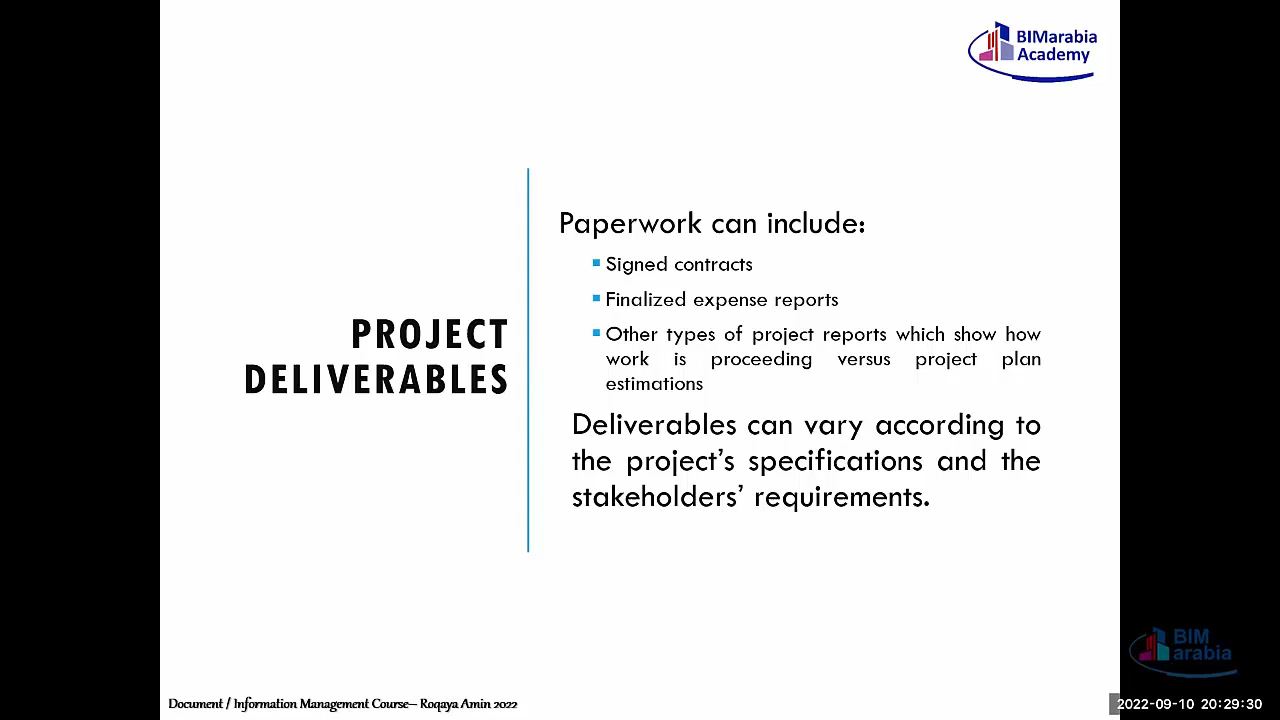 BIMarabia
Academy
PROJECT
DELIVERABLES
Paperwork can include:
Signed contracts
Finalized expense reports
Other types of project reports which show how
work is proceeding versus project plan
estimations
Deliverables can vary according to
the project’s specifications and the
stakeholders’ requirements.
BIM
arabia
Document / Information Management Course– Roqaya Amin 2022
2022-09-10 20:29:30